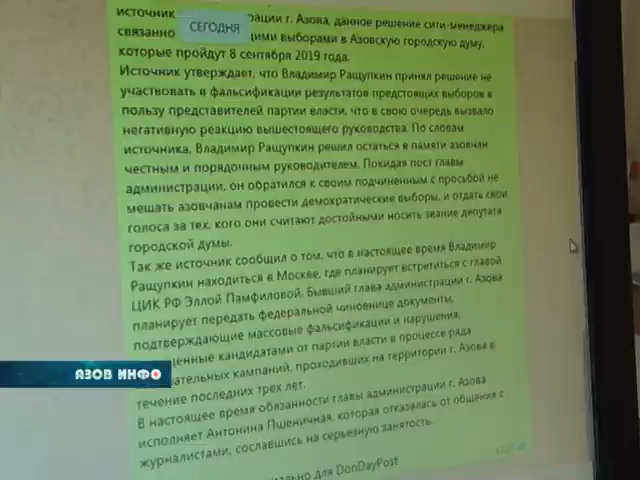 источник рации г. Азова, данное решение сити-менеджера
СЕГОДНЯ
связанно щими выборами в Азовскую городскую думу,
которые пройдут 8 сентября 2019 года.
Источник утверждает, что Владимир Ращупкин принял решение не
участвовать в фальсификации результатов предстоящих выборов в
пользу представителей партии власти, что в свою очередь вызвало
негативную реакцию вышестоящего руководства. По словам
источника, Владимир Ращупкин решил остаться в памяти азовчан
честным и порядочным руководителем. Покидая пост главы
администрации, он обратился к своим подчиненным с просьбой не
мешать азовчанам провести демократические выборы, и отдать свои
голоса за тех, кого они считают достойными носить звание депутата
городской думы.
Так же источник сообщил о том, что в настоящее время Владимир
Ращупкин находиться в Москве, где планирует встретиться с главой
ЦИК РФ Эллой Памфиловой. Бывший глава администрации г. Азова
планирует передать федеральной чиновнице документы,
подтверждающие массовые фальсификации и нарушения,
щенные кандидатами от партии власти в процессе ряда
ательных кампаний, проходивших на территории г. Азова в
АЗОВ ИНФО
течение последних трех лет.
В настоящее время обязанности главы администрации г. Азова
исполняет Антонина Пшеничная, которая отказалась от общения с
журналистами, сославшись на серьезную занятость.
иально для DonDayPost